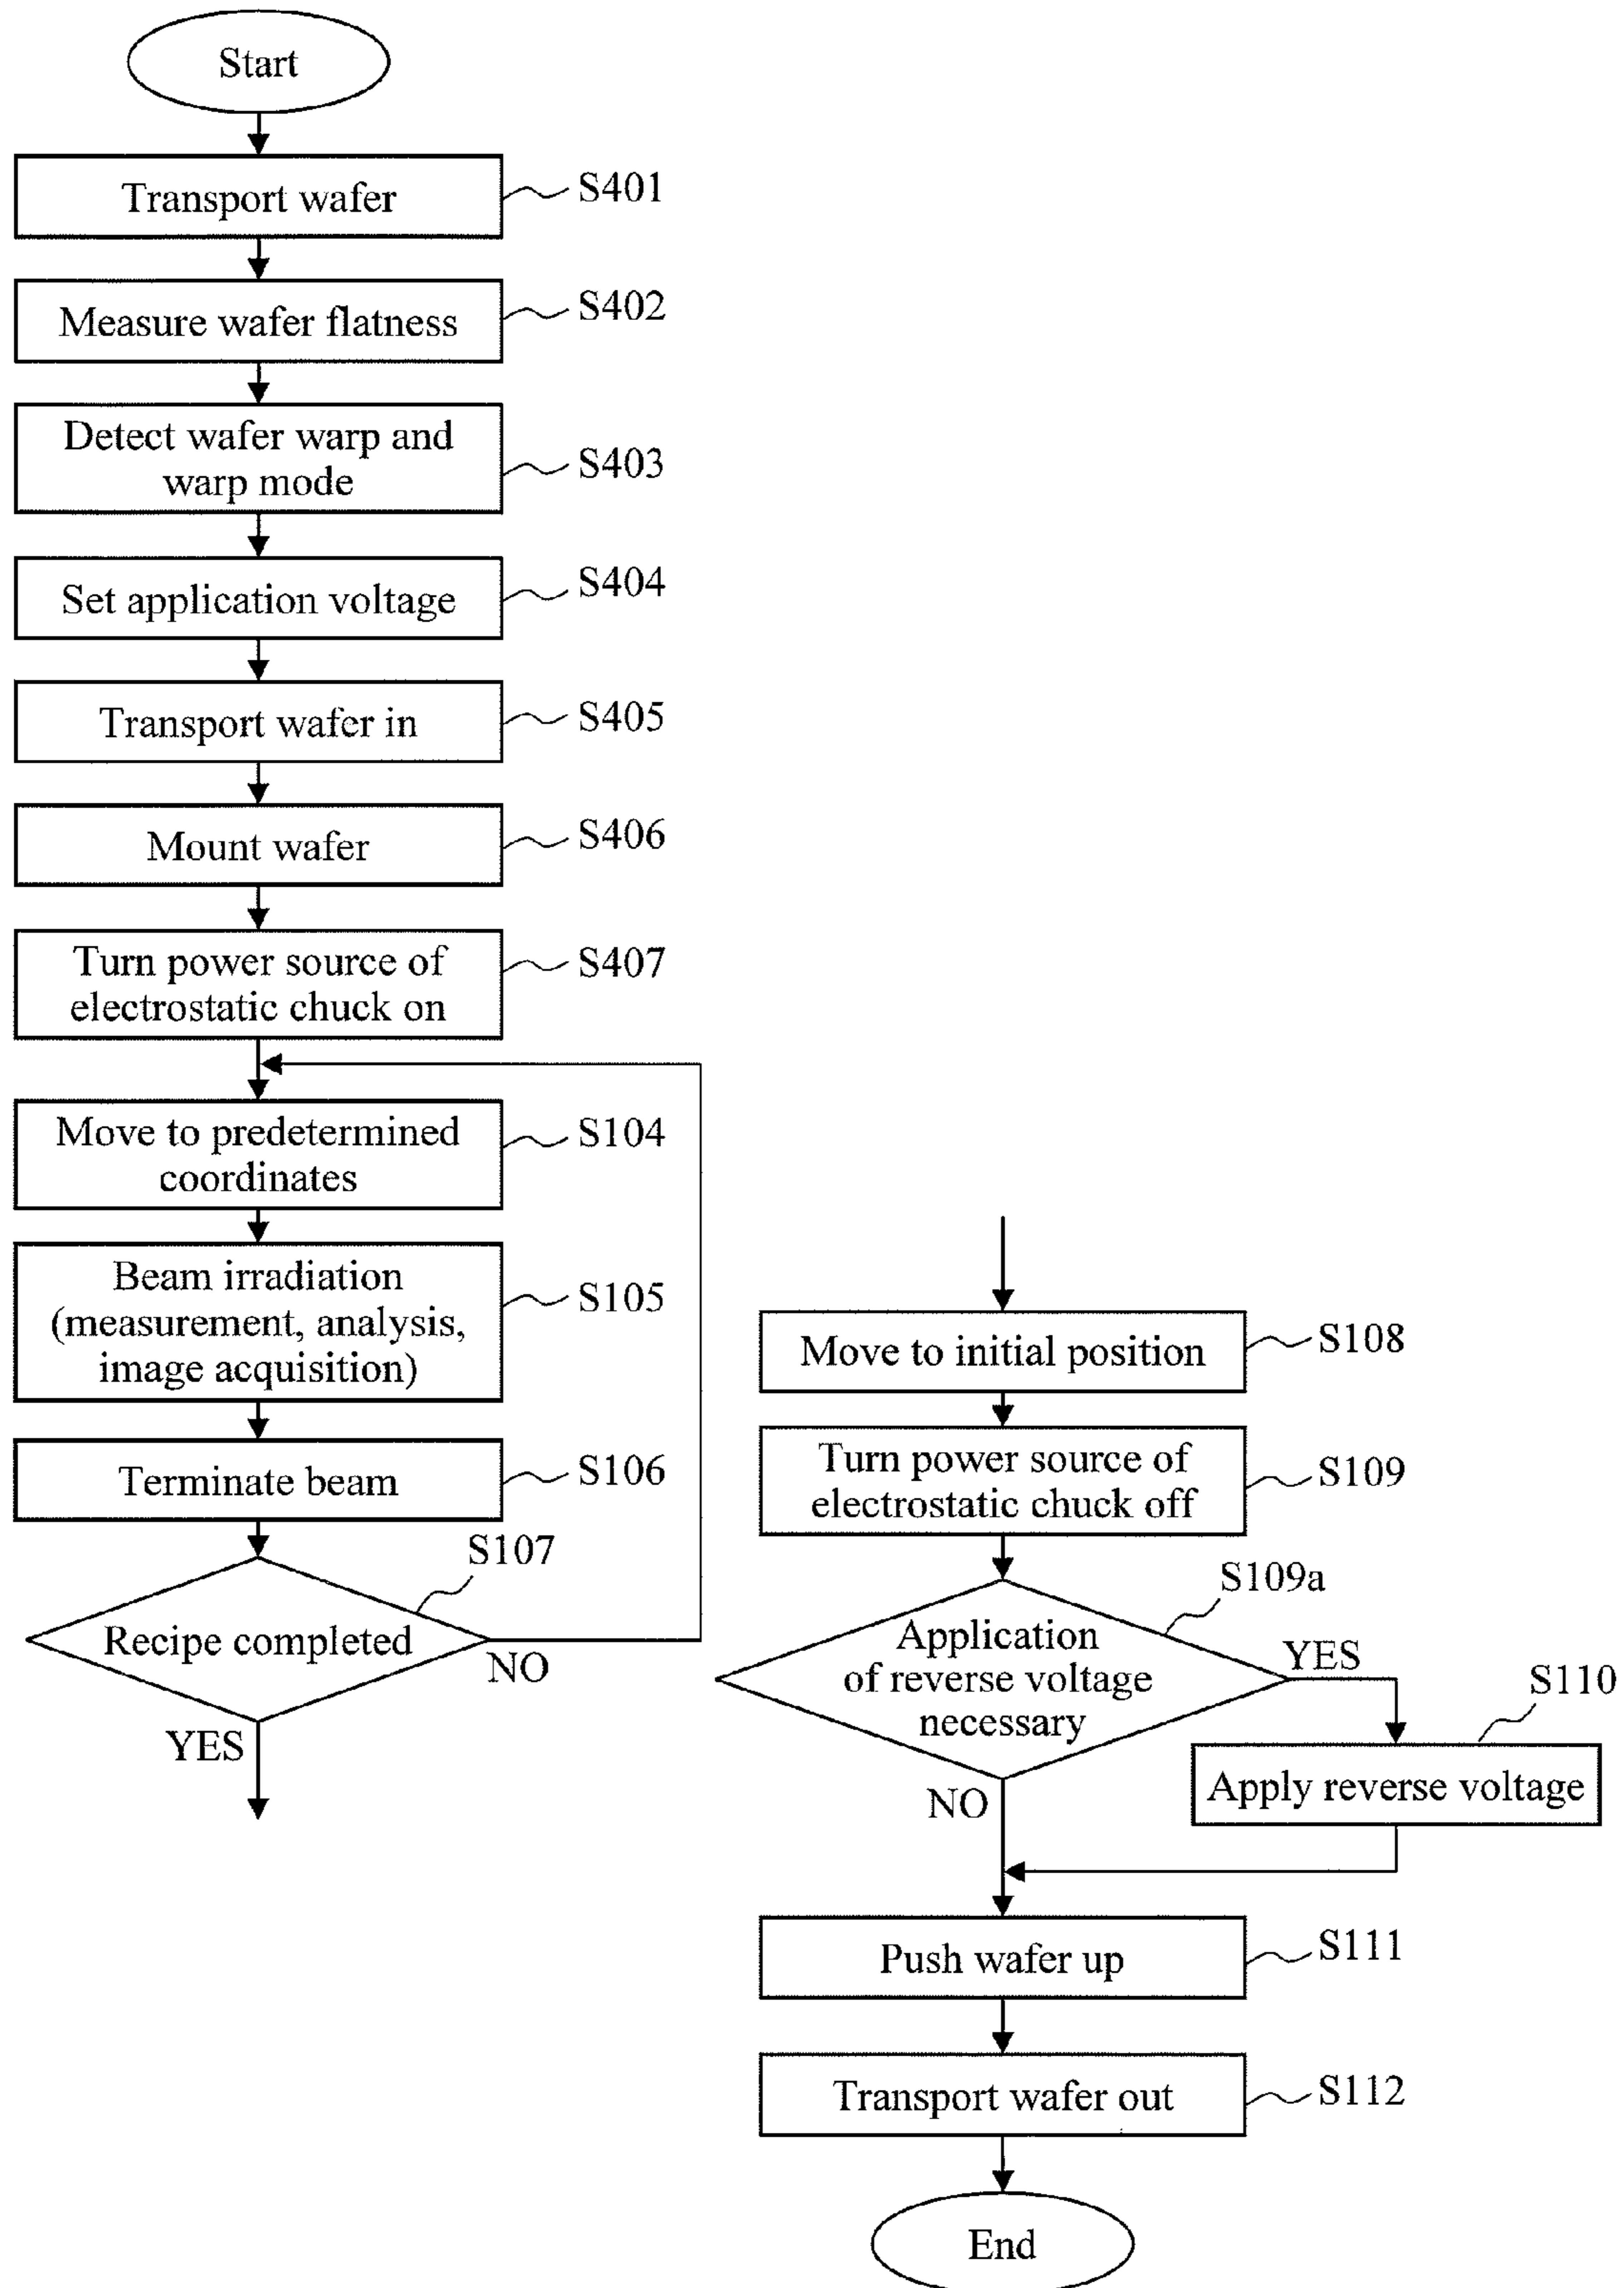 Start
Transport wafer
S401
Measure wafer flatness
S402
Detect wafer warp and
warp mode
S403
Set application voltage
S404
Transport wafer in
S405
Mount wafer
S406
Turn power source of
electrostatic chuck on
S407
Move to predetermined
coordinates
S104
Beam irradiation
(measurement, analysis,
image acquisition)
S105
Terminate beam
S106
S107
Recipe completed
NO
YES
Move to initial position
S108
Turn power source of
electrostatic chuck off
S109
S109a
Application
of reverse voltage
necessary
YES
S110
Apply reverse voltage
NO
Push wafer up
S111
Transport wafer out
S112
End